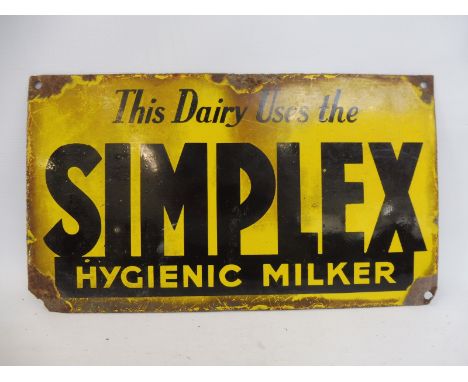 This Dairy Uses the
SIMPLEX
HYGIENIC MILKER